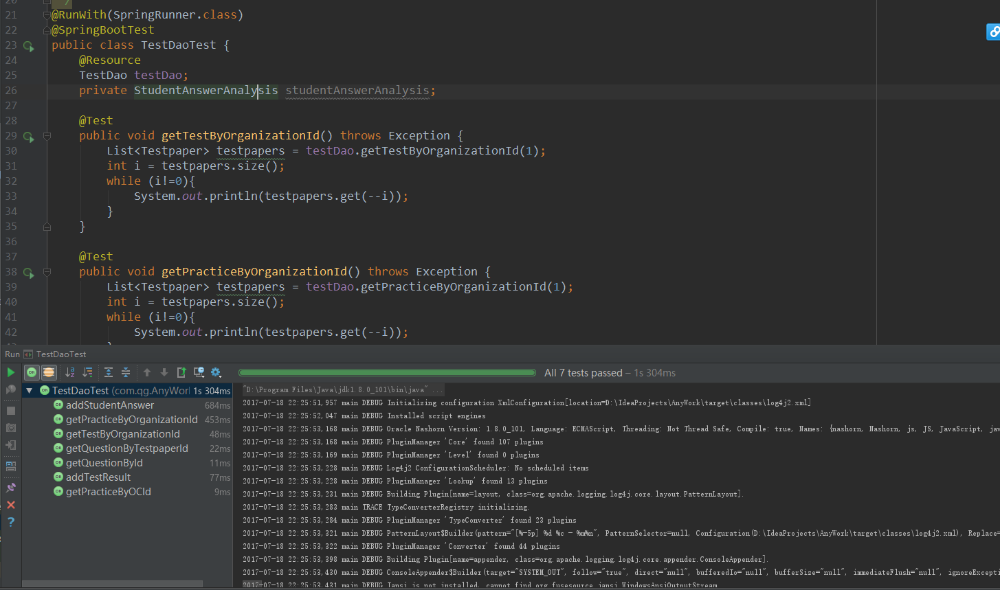 20 */
21 @RunWith(SpringRunner.class)
22 @SpringBootTest
23 public class TestDaoTest {
24 @Resource
25 TestDao testDao;
26 private StudentAnswerAnalysis studentAnswerAnalysis;
27
28 @Test
29 public void getTestByOrganizationId() throws Exception {
30 List<Testpaper> testpapers = testDao.getTestByOrganizationId(1);
31 int i = testpapers.size();
32 while (i!=0){
33 System.out.println(testpapers.get(--i));
34 }
35 }
36
37 @Test
38 public void getPracticeByOrganizationId() throws Exception {
39 List<Testpaper> testpapers = testDao.getPracticeByOrganizationId(1);
40 int i = testpapers.size();
41 while (i!=0){
42 System.out.println(testpapers.get(--i));
Run TestDaoTest
All 7 tests passed – 1s 304ms
TestDaoTest (com.qg.AnyWor 1s 304ms
addStudentAnswer 684ms
getPracticeByOrganizationId 453ms
getTestByOrganizationId 48ms
getQuestionByTestpaperId 22ms
getQuestionById 11ms
addTestResult 77ms
getPracticeByOCId 9ms
"D:\Program Files\Java\jdk1.8.0_101\bin\java" ...
2017-07-18 22:25:51,957 main DEBUG Initializing configuration XmlConfiguration[location=D:\IdeaProjects\AnyWork\target\classes\log4j2.xml]
2017-07-18 22:25:52,047 main DEBUG Installed script engines
2017-07-18 22:25:53,168 main DEBUG Oracle Nashorn Version: 1.8.0_101, Language: ECMAScript, Threading: Not Thread Safe, Compile: true, Names: {nashorn, Nashorn, js, JS, JavaScript, jav
2017-07-18 22:25:53,168 main DEBUG PluginManager 'Core' found 107 plugins
2017-07-18 22:25:53,169 main DEBUG PluginManager 'Level' found 0 plugins
2017-07-18 22:25:53,228 main DEBUG Log4j2 ConfigurationScheduler: No scheduled items
2017-07-18 22:25:53,228 main DEBUG PluginManager 'Lookup' found 13 plugins
2017-07-18 22:25:53,231 main DEBUG Building Plugin[name=layout, class=org.apache.logging.log4j.core.layout.PatternLayout].
2017-07-18 22:25:53,283 main TRACE TypeConverterRegistry initializing.
2017-07-18 22:25:53,284 main DEBUG PluginManager 'TypeConverter' found 23 plugins
2017-07-18 22:25:53,321 main DEBUG PatternLayout$Builder(pattern="[%-5p] %d %c - %m%n", PatternSelector=null, Configuration(D:\IdeaProjects\AnyWork\target\classes\log4j2.xml), Replace=
2017-07-18 22:25:53,322 main DEBUG PluginManager 'Converter' found 44 plugins
2017-07-18 22:25:53,398 main DEBUG Building Plugin[name=appender, class=org.apache.logging.log4j.core.appender.ConsoleAppender].
2017-07-18 22:25:53,430 main DEBUG ConsoleAppender$Builder(target="SYSTEM_OUT", follow="true", direct="null", bufferedIo="null", bufferSize="null", immediateFlush="null", ignoreExcepti
2017-07-18 22:25:53,431 main DEBUG Jansi is not installed, cannot find org.fusesource.jansi.WindowsAnsiOutputStream